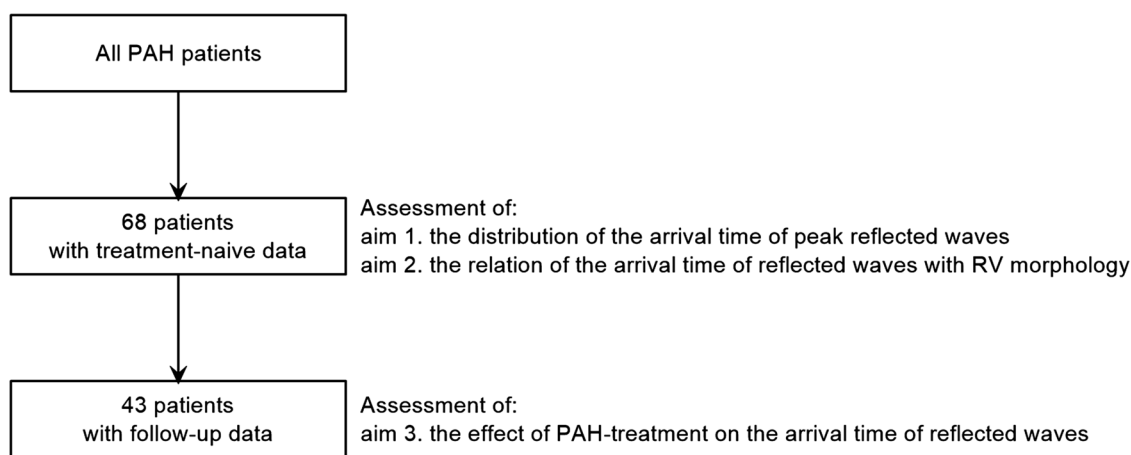 All PAH patients
68 patients
with treatment-naive data
Assessment of:
aim 1. the distribution of the arrival time of peak reflected waves
aim 2. the relation of the arrival time of reflected waves with RV morphology
43 patients
with follow-up data
Assessment of:
aim 3. the effect of PAH-treatment on the arrival time of reflected waves